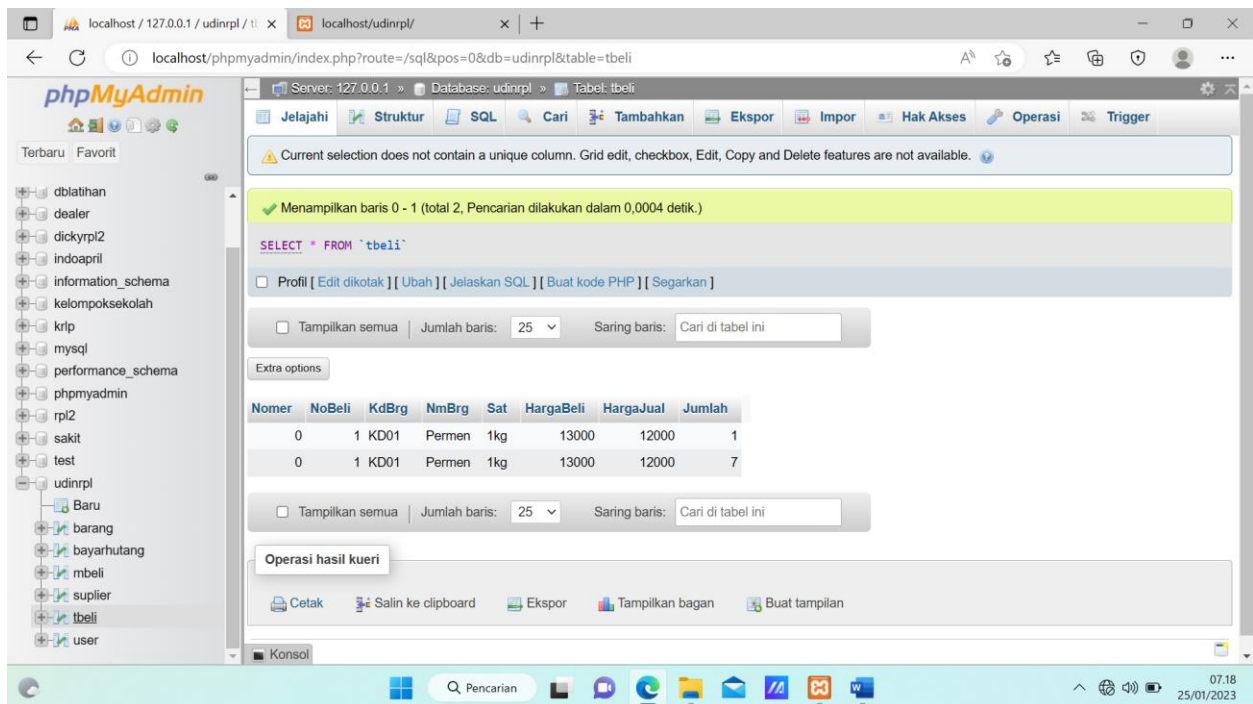 localhost / 127.0.0.1 / udinrpl / t
localhost/udinrpl/
localhost/phpmyadmin/index.php?route=/sql&pos=0&db=udinrpl&table=tbeli
phpMyAdmin
Terbaru Favorit
dblatihan
dealer
dickyrpl2
indoapril
information_schema
kelompoksekolah
krlp
mysql
performance_schema
phpmyadmin
rpl2
sakit
test
udinrpl
Baru
barang
bayarhutang
mbeli
suplier
tbeli
user
Server: 127.0.0.1 » Database: udinrpl » Tabel: tbeli
Jelajahi Struktur SQL Cari Tambahkan Ekspor Impor Hak Akses Operasi Trigger
Current selection does not contain a unique column. Grid edit, checkbox, Edit, Copy and Delete features are not available.
Menampilkan baris 0 - 1 (total 2, Pencarian dilakukan dalam 0,0004 detik.)
SELECT * FROM `tbeli`
Profil [ Edit dikotak ] [ Ubah ] [ Jelaskan SQL ] [ Buat kode PHP ] [ Segarkan ]
Tampilkan semua | Jumlah baris: 25 Saring baris: Cari di tabel ini
Extra options
Nomer NoBeli KdBrg NmBrg Sat HargaBeli HargaJual Jumlah
0 1 KD01 Permen 1kg 13000 12000 1
0 1 KD01 Permen 1kg 13000 12000 7
Tampilkan semua | Jumlah baris: 25 Saring baris: Cari di tabel ini
Operasi hasil kueri
Cetak Salin ke clipboard Ekspor Tampilkan bagan Buat tampilan
Konsol
Pencarian
07.18
25/01/2023